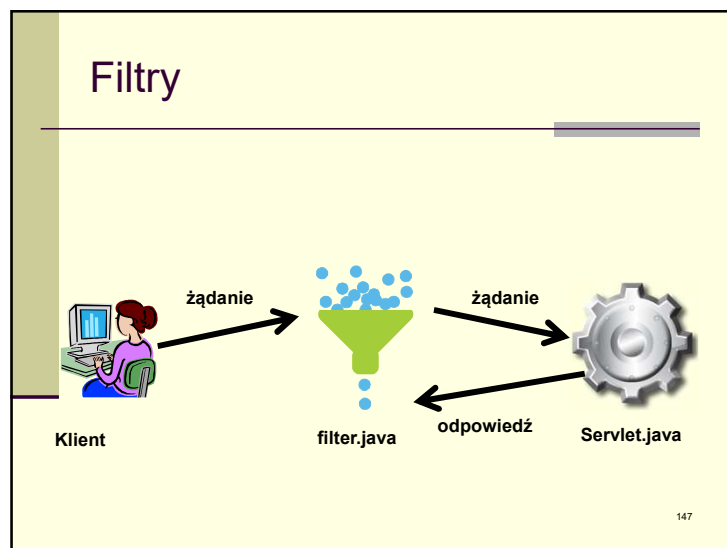 Filtry
żądanie
żądanie
odpowiedź
Klient
filter.java
Servlet.java
147